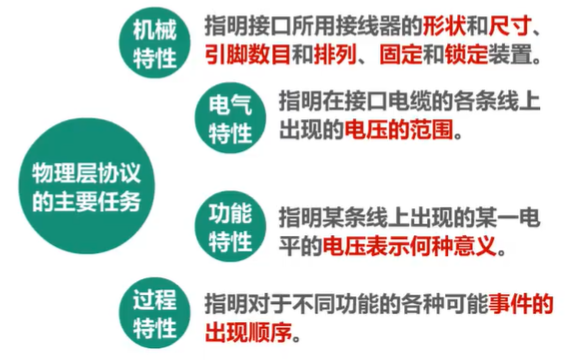 机械
特性
指明接口所用接线器的形状和尺寸、
引脚数目和排列、固定和锁定装置。
电气
特性
指明在接口电缆的各条线上
出现的电压的范围。
物理层协议
的主要任务
功能
特性
指明某条线上出现的某一电
平的电压表示何种意义。
过程
特性
指明对于不同功能的各种可能事件的
出现顺序。